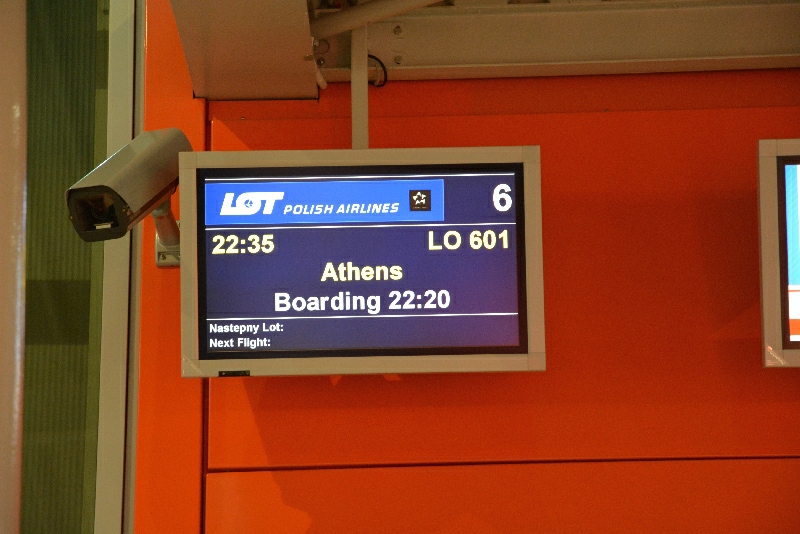 LOT POLISH AIRLINES 6
22:35 LO 601
Athens
Boarding 22:20
Nastepny Lot:
Next Flight: